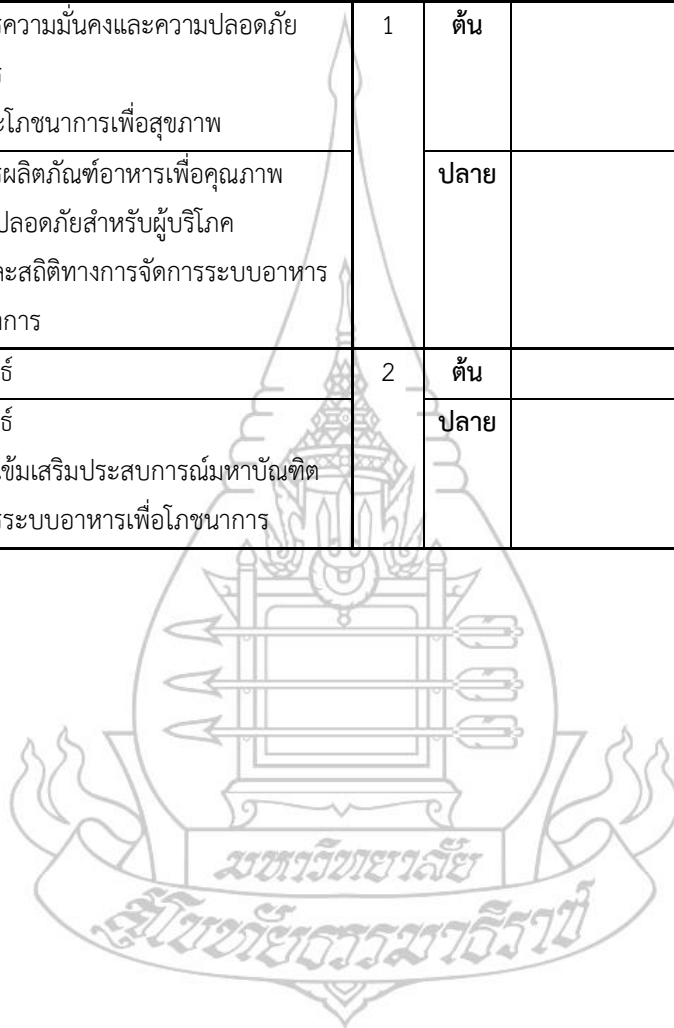 รความมั่นคงและความปลอดภัย 1 ต้น
ร
ะโภชนาการเพื่อสุขภาพ
รผลิตภัณฑ์อาหารเพื่อคุณภาพ ปลาย
ปลอดภัยสำหรับผู้บริโภค
ละสถิติทางการจัดการระบบอาหาร
าการ
ธ์ 2 ต้น
ธ์ ปลาย
เข้มเสริมประสบการณ์มหาบัณฑิต
รระบบอาหารเพื่อโภชนาการ
มหาวิทยาลัย
สุโขทัยธรรมาธิราช